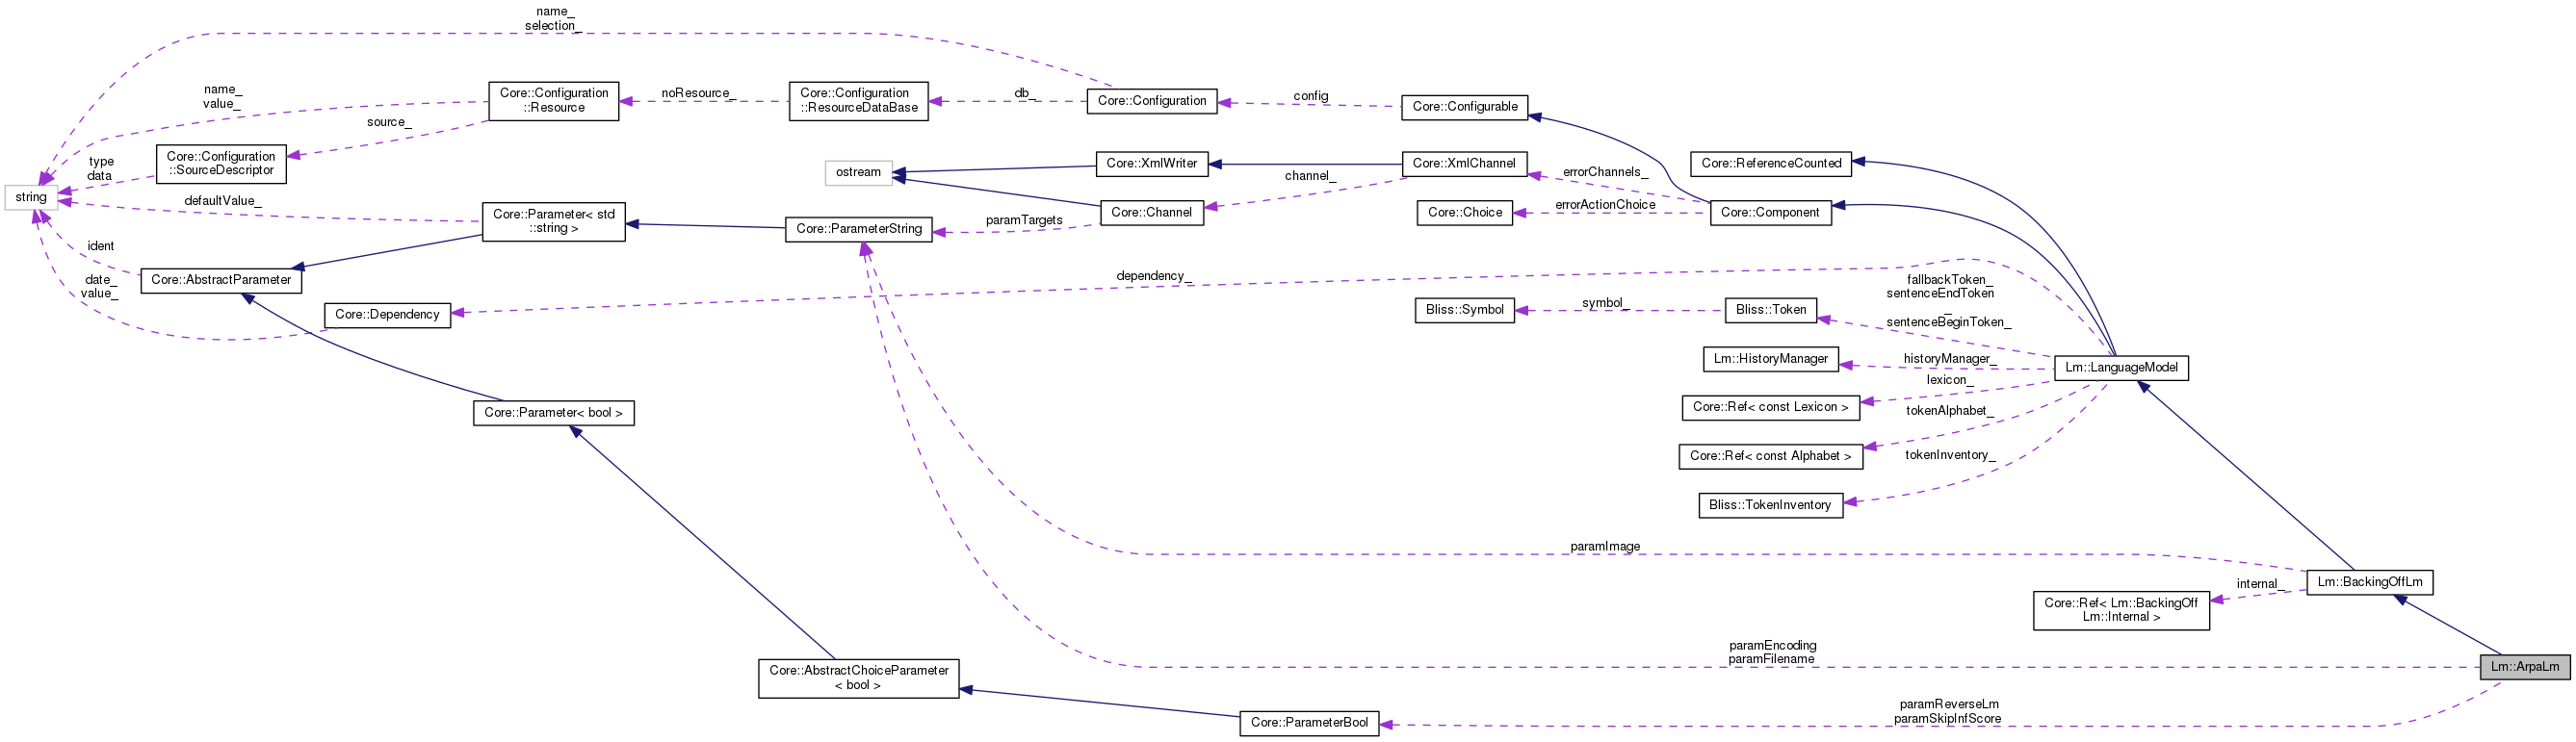 name_
selection_
name_
value_
Core::Configuration
::Resource
noResource_
Core::Configuration
::ResourceDataBase
db_
Core::Configuration
config
Core::Configurable
source_
type
data
Core::Configuration
::SourceDescriptor
string
ostream
Core::XmlWriter
Core::XmlChannel
channel_
errorChannels_
Core::ReferenceCounted
defaultValue_
Core::Parameter< std
::string >
Core::ParameterString
paramTargets
Core::Channel
Core::Choice
errorActionChoice
Core::Component
ident
Core::AbstractParameter
date_
value_
Core::Dependency
dependency_
fallbackToken_
sentenceEndToken
_
sentenceBeginToken_
Bliss::Symbol
symbol_
Bliss::Token
Lm::HistoryManager
historyManager_
Lm::LanguageModel
lexicon_
Core::Parameter< bool >
Core::Ref< const Lexicon >
tokenAlphabet_
Core::Ref< const Alphabet >
tokenInventory_
Bliss::TokenInventory
paramImage
Lm::BackingOffLm
internal_
Core::Ref< Lm::BackingOff
Lm::Internal >
paramEncoding
paramFilename
Lm::ArpaLm
Core::AbstractChoiceParameter
< bool >
paramReverseLm
paramSkipInfScore
Core::ParameterBool